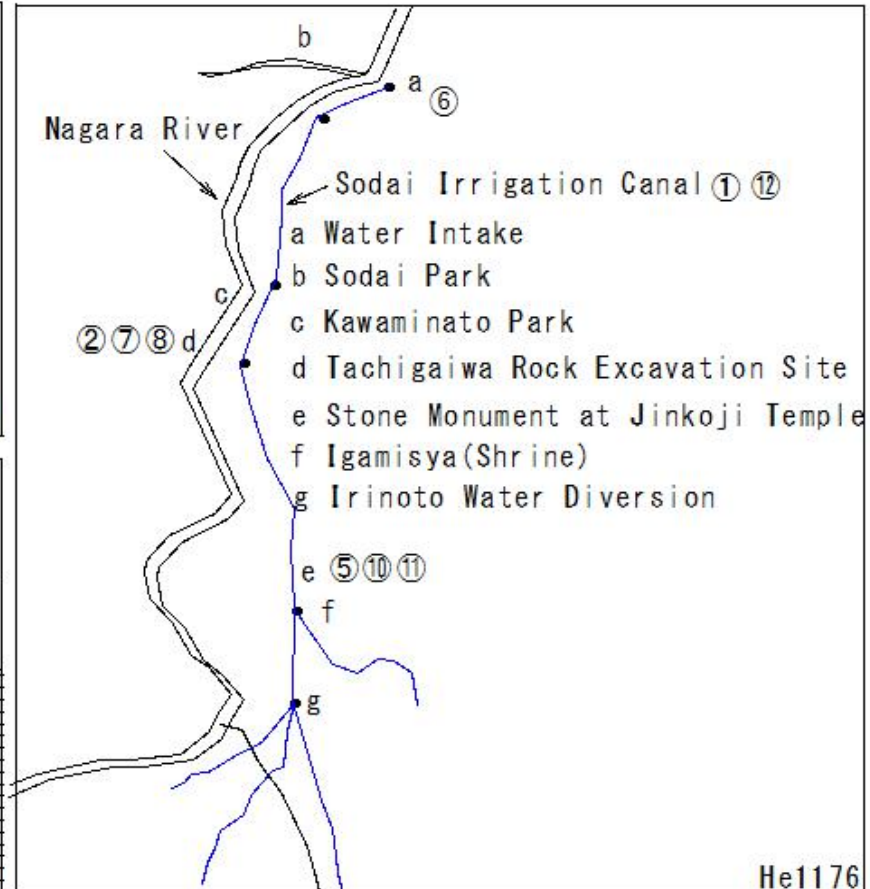 b
a
⑥
Nagara River
Sodai Irrigation Canal ① ⑫
a Water Intake
b Sodai Park
c
c Kawaminato Park
②⑦⑧ d
d Tachigaiwa Rock Excavation Site
e Stone Monument at Jinkoji Temple
f Igamisya(Shrine)
g Irinoto Water Diversion
e ⑤⑩⑪
f
g
He1176